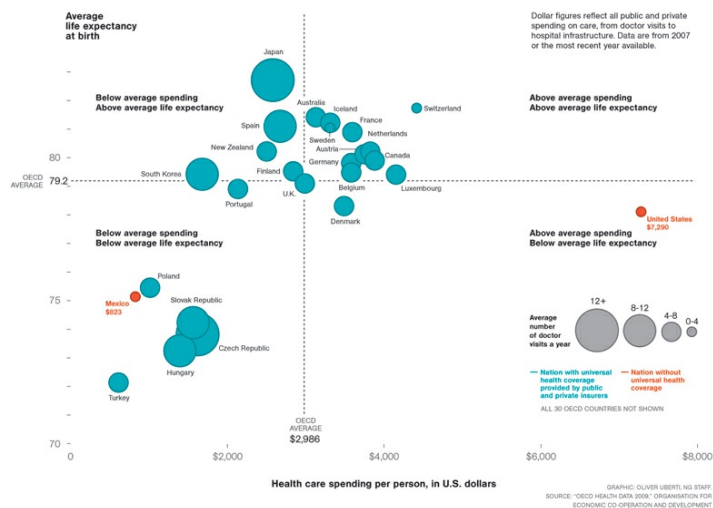 Average
life expectancy
at birth
Dollar figures reflect all public and private
spending on care, from doctor visits to
hospital infrastructure. Data are from 2007
or the most recent year available.
Japan
Below average spending
Above average life expectancy
Above average spending
Above average life expectancy
Australia
Iceland
Switzerland
Spain
France
Sweden
Netherlands
New Zealand
Austria
80
Canada
Germany
OECD
AVERAGE
79.2
South Korea
Finland
U.K.
Belgium
Luxembourg
Portugal
Denmark
United States
$7,290
Below average spending
Below average life expectancy
Above average spending
Below average life expectancy
Poland
Mexico
$823
75
Slovak Republic
12+
8-12
4-8
0-4
Average
number
of doctor
visits a year
Czech Republic
Hungary
Turkey
Nation with universal
health coverage
provided by public
and private insurers
Nation without
universal health
coverage
ALL 30 OECD COUNTRIES NOT SHOWN
OECD
AVERAGE
$2,986
70
0
$2,000
$4,000
$6,000
$8,000
Health care spending per person, in U.S. dollars
GRAPHIC: OLIVER UBERTI, NG STAFF.
SOURCE: "OECD HEALTH DATA 2009," ORGANISATION FOR
ECONOMIC CO-OPERATION AND DEVELOPMENT